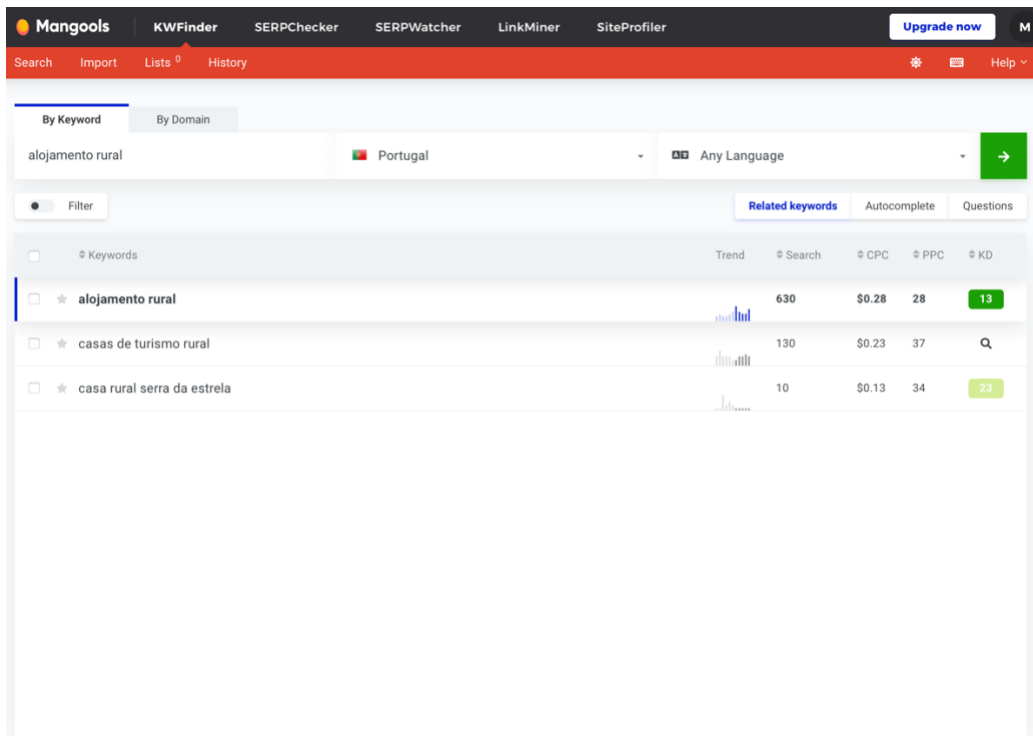 Mangools KWFinder SERPChecker SERPWatcher LinkMiner SiteProfiler Upgrade now M
Search Import Lists 0 History Help
By Keyword By Domain
alojamento rural Portugal Any Language
Filter Related keywords Autocomplete Questions
Keywords Trend Search CPC PPC KD
alojamento rural 630 $0.28 28 13
casas de turismo rural 130 $0.23 37
casa rural serra da estrela 10 $0.13 34 23